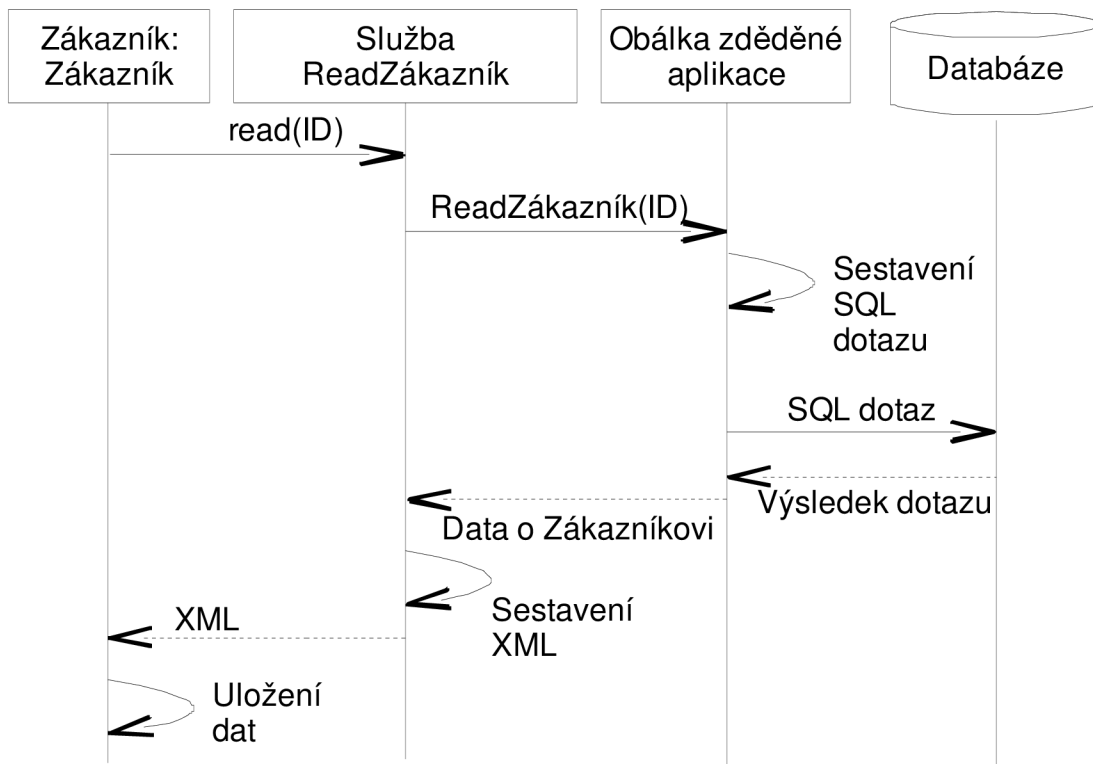 Zákazník:
Zákazník
Služba
ReadZákazník
Obálka zděděné
aplikace
Databáze
read(ID)
ReadZákazník(ID)
Sestavení
SQL
dotazu
SQL dotaz
Výsledek dotazu
Data o Zákazníkovi
Sestavení
XML
XML
Uložení
dat